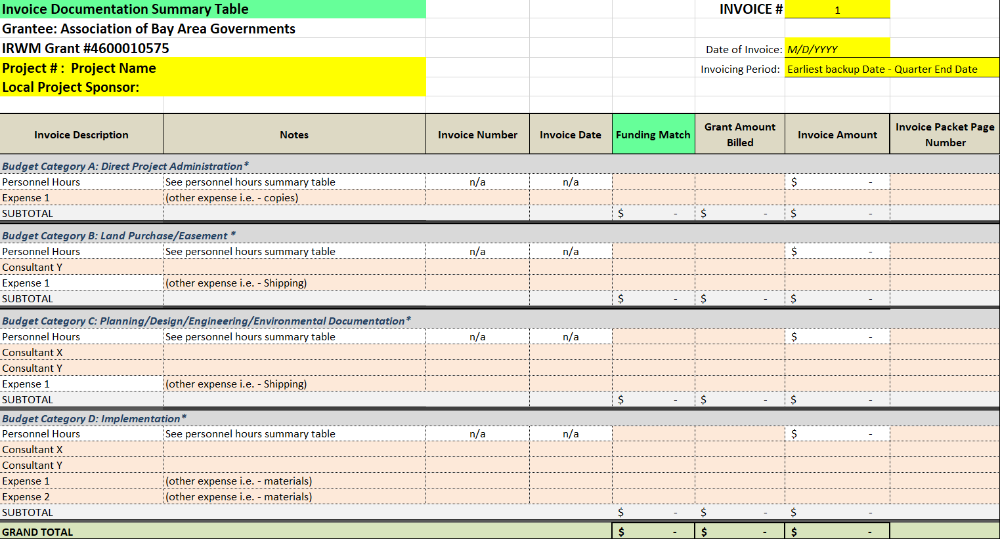 Invoice Documentation Summary Table INVOICE # 1
Grantee: Association of Bay Area Governments
IRWM Grant #4600010575 Date of Invoice: M/D/YYYY
Project # : Project Name Invoicing Period: Earliest backup Date - Quarter End Date
Local Project Sponsor:
Invoice Description Notes Invoice Number Invoice Date Funding Match Grant Amount Billed Invoice Amount Invoice Packet Page Number
Budget Category A: Direct Project Administration*
Personnel Hours See personnel hours summary table n/a n/a $ -
Expense 1 (other expense i.e. - copies)
SUBTOTAL $ - $ - $ -
Budget Category B: Land Purchase/Easement *
Personnel Hours See personnel hours summary table n/a n/a $ -
Consultant Y
Expense 1 (other expense i.e. - Shipping)
SUBTOTAL $ - $ - $ -
Budget Category C: Planning/Design/Engineering/Environmental Documentation*
Personnel Hours See personnel hours summary table n/a n/a $ -
Consultant X
Consultant Y
Expense 1 (other expense i.e. - Shipping)
SUBTOTAL $ - $ - $ -
Budget Category D: Implementation*
Personnel Hours See personnel hours summary table n/a n/a $ -
Consultant X
Consultant Y
Expense 1 (other expense i.e. - materials)
Expense 2 (other expense i.e. - materials)
SUBTOTAL $ - $ - $ -
GRAND TOTAL $ - $ - $ -